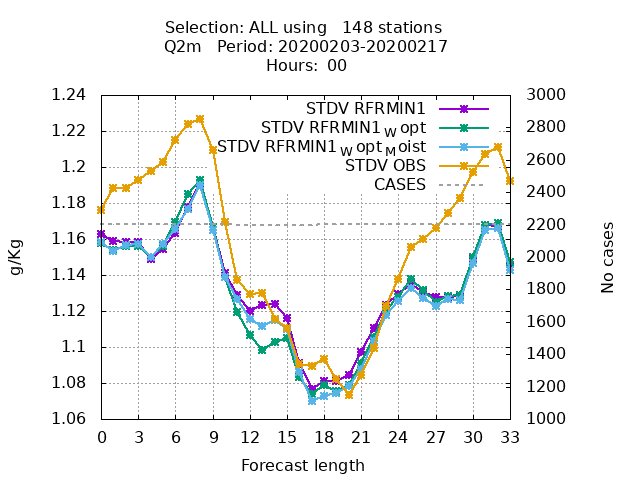 Selection: ALL using   148 stations
Q2m   Period: 20200203-20200217
Hours:  00
STDV RFRMIN1
STDV RFRMIN1 W opt
STDV RFRMIN1 W opt M oist
STDV OBS
CASES
1.24
1.22
1.2
1.18
1.16
1.14
1.12
1.1
1.08
1.06
g/Kg
3000
2800
2600
2400
2200
2000
1800
1600
1400
1200
1000
No cases
0 3 6 9 12 15 18 21 24 27 30 33
Forecast length